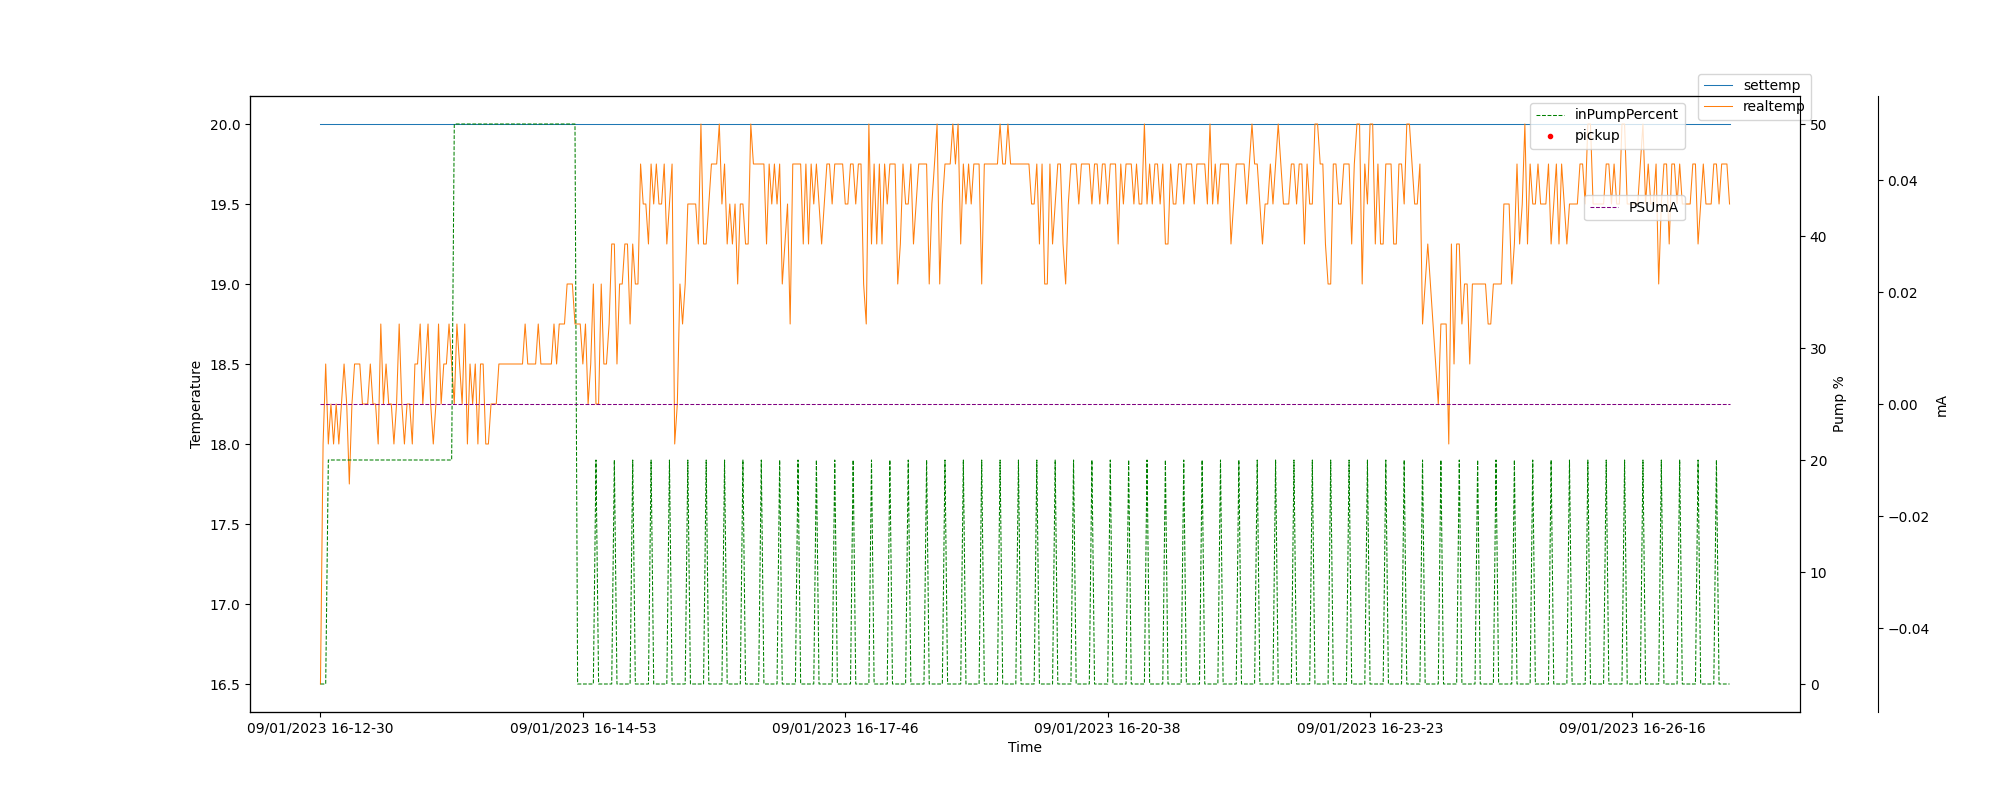 settemp
realtemp
inPumpPercent
pickup
PSUmA
20.0
19.5
19.0
18.5
18.0
17.5
17.0
16.5
Temperature
50
40
30
20
10
0
Pump %
0.04
0.02
0.00
−0.02
−0.04
mA
09/01/2023 16-12-30
09/01/2023 16-14-53
09/01/2023 16-17-46
09/01/2023 16-20-38
09/01/2023 16-23-23
09/01/2023 16-26-16
Time